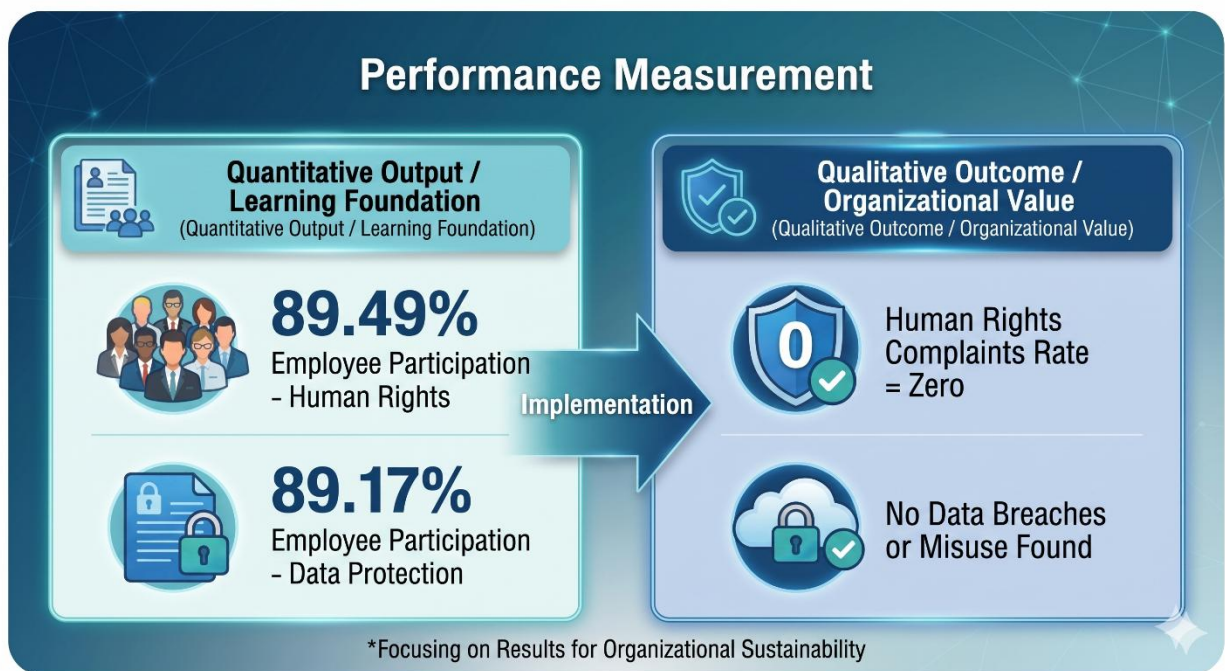 Performance Measurement
Quantitative Output /
Learning Foundation
(Quantitative Output / Learning Foundation)
89.49%
Employee Participation
- Human Rights
89.17%
Employee Participation
- Data Protection
Implementation
Qualitative Outcome /
Organizational Value
(Qualitative Outcome / Organizational Value)
0
Human Rights
Complaints Rate
= Zero
No Data Breaches
or Misuse Found
*Focusing on Results for Organizational Sustainability